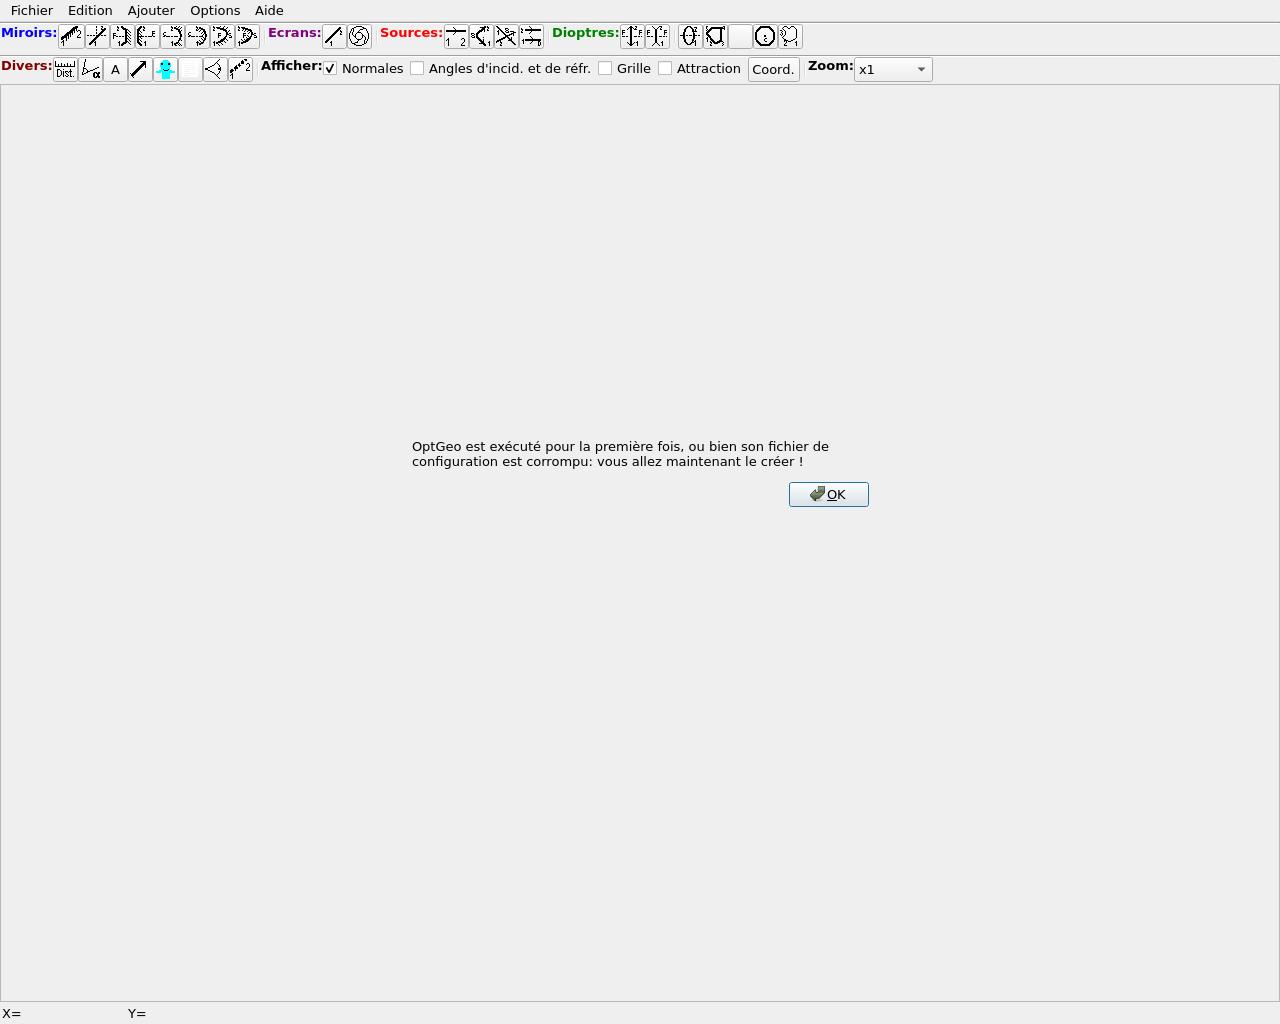 Fichier Edition Ajouter Options Aide
Miroirs: Ecrans: Sources: Dioptres:
Divers: Dist. α A Afficher: Normales Angles d'incid. et de réfr. Grille Attraction Coord. Zoom: x1
OptGeo est exécuté pour la première fois, ou bien son fichier de
configuration est corrompu: vous allez maintenant le créer !
OK
X= Y=